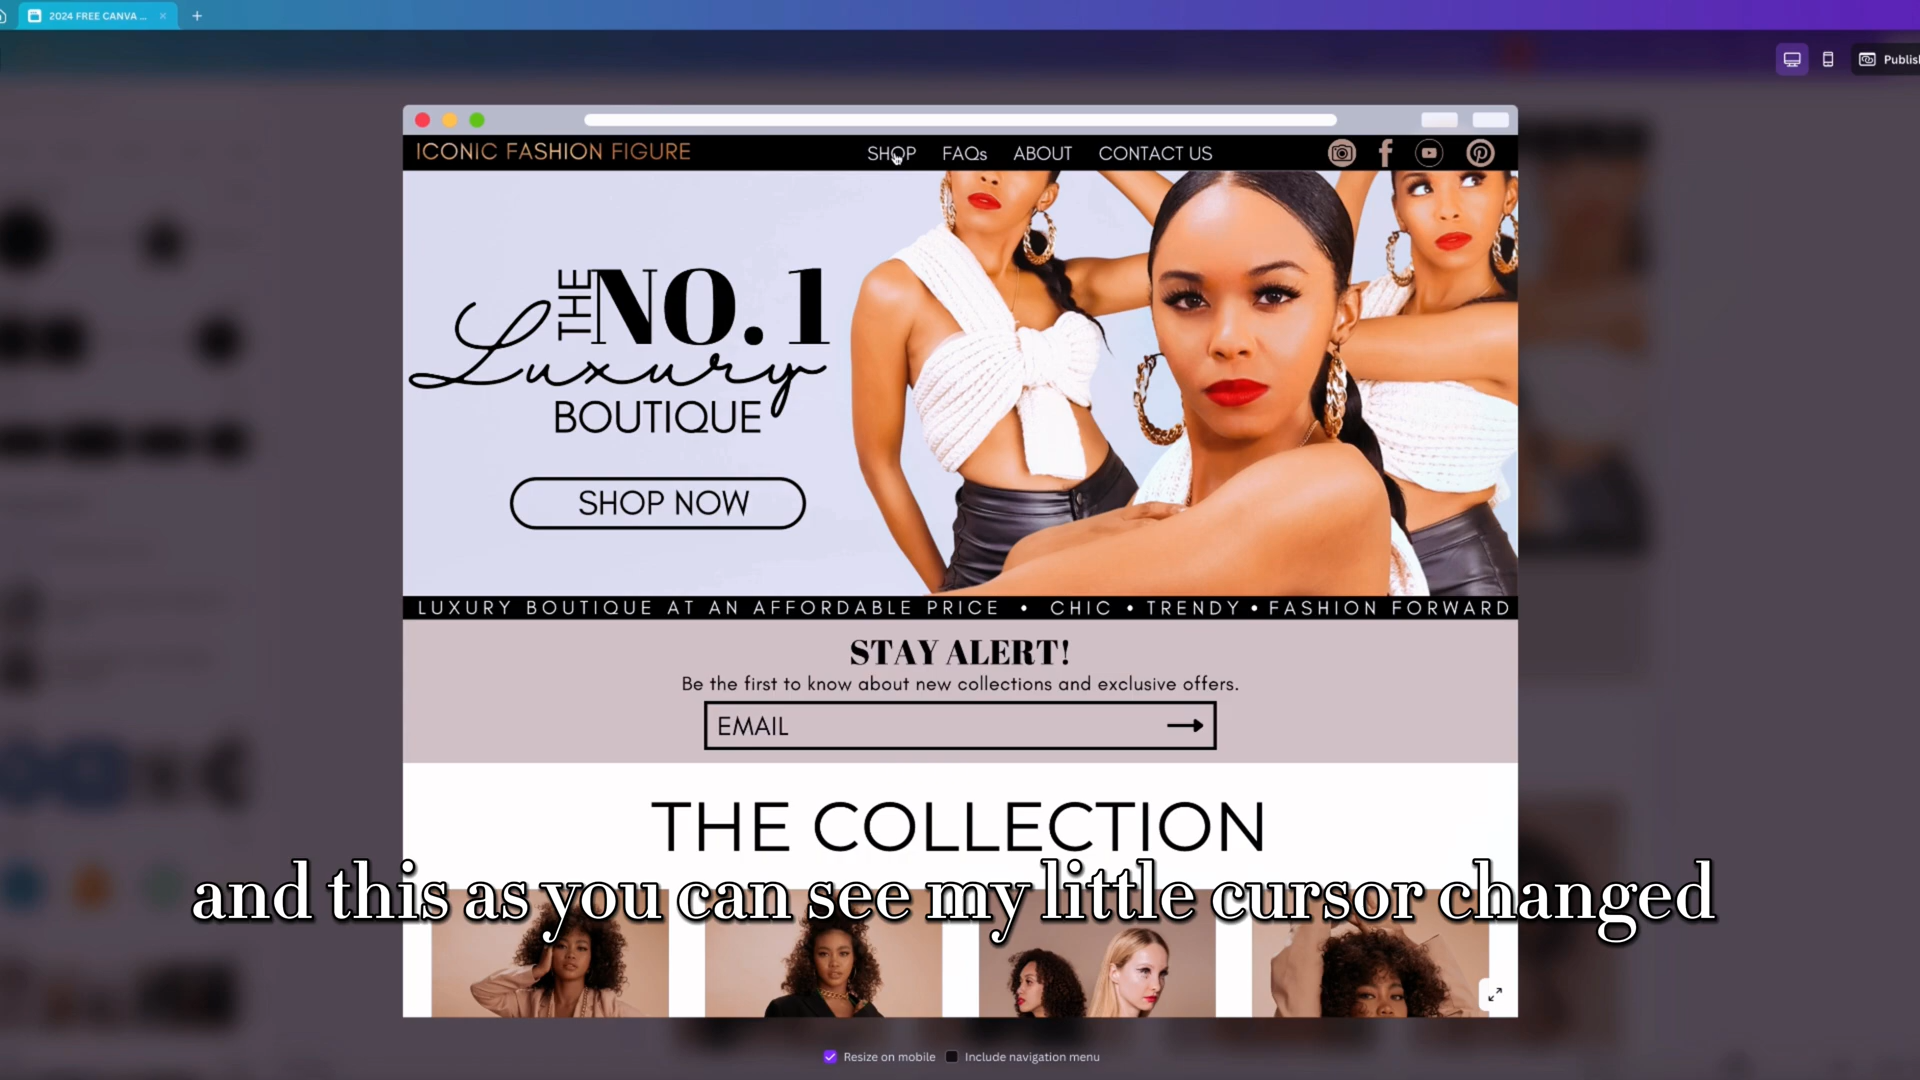 2024 FREE CANVA ...
Publis
ICONIC FASHION FIGURE
SHOP FAQs ABOUT CONTACT US
THE NO. 1
Luxury
BOUTIQUE
SHOP NOW
LUXURY BOUTIQUE AT AN AFFORDABLE PRICE • CHIC • TRENDY • FASHION FORWARD
STAY ALERT!
Be the first to know about new collections and exclusive offers.
EMAIL
THE COLLECTION
and this as you can see my little cursor changed
Resize on mobile Include navigation menu